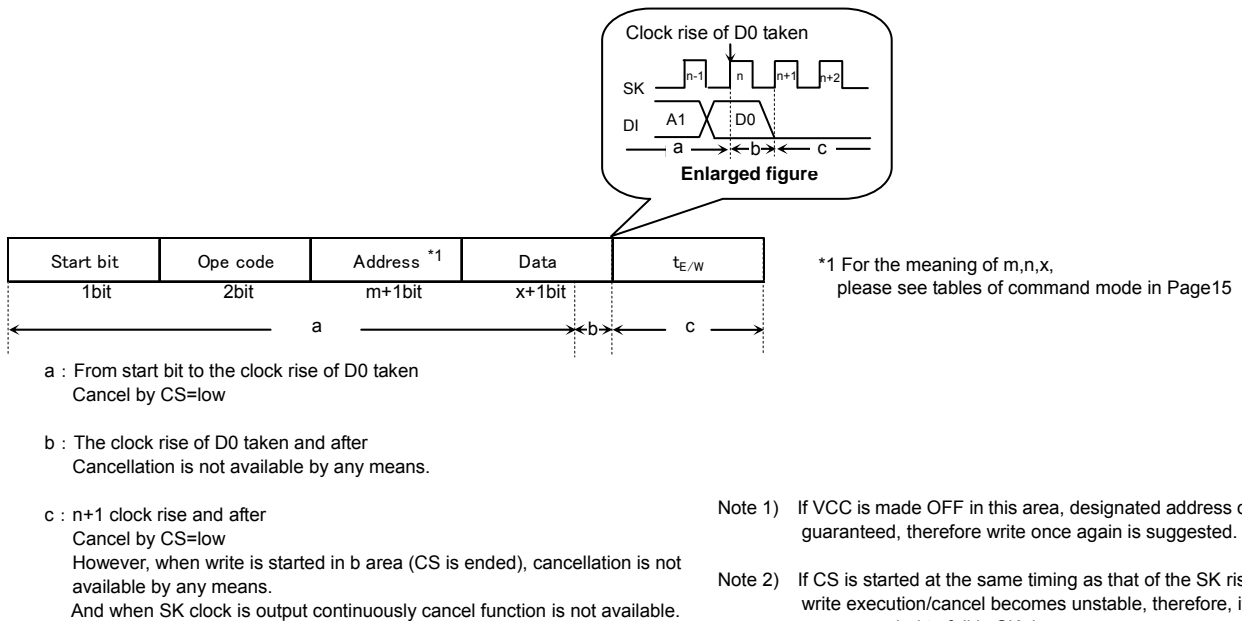 Clock rise of D0 taken
SK
n-1 n n+1 n+2
DI A1 D0
a b c
Enlarged figure
Start bit Ope code Address *1 Data tE/W
1bit 2bit m+1bit x+1bit
a b c
*1 For the meaning of m,n,x,
please see tables of command mode in Page15
a : From start bit to the clock rise of D0 taken
Cancel by CS=low
b : The clock rise of D0 taken and after
Cancellation is not available by any means.
c : n+1 clock rise and after
Cancel by CS=low
However, when write is started in b area (CS is ended), cancellation is not
available by any means.
And when SK clock is output continuously cancel function is not available.
Note 1) If VCC is made OFF in this area, designated address
guaranteed, therefore write once again is suggested.
Note 2) If CS is started at the same timing as that of the SK
write execution/cancel becomes unstable, therefore,